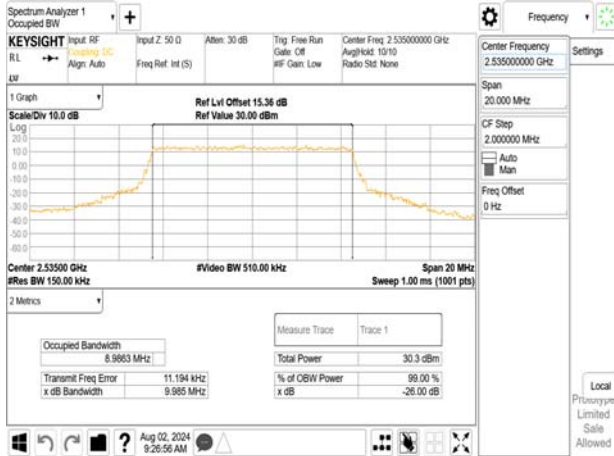 Spectrum Analyzer 1
Occupied BW
+
Frequency
KEYSIGHT
RL
Input: RF
Coupling: DC
Align: Auto
Input Z: 50 Ω
Freq Ref: Int (S)
Atten: 30 dB
Trig: Free Run
Gate: Off
#IF Gain: Low
Center Freq: 2.535000000 GHz
Avg|Hold: 10/10
Radio Std: None
Center Frequency
2.535000000 GHz
Settings
Span
20.000 MHz
CF Step
2.000000 MHz
Auto
Man
Freq Offset
0 Hz
1 Graph
Scale/Div 10.0 dB
Ref Lvl Offset 15.36 dB
Ref Value 30.00 dBm
Log
20.0
10.0
0.00
-10.0
-20.0
-30.0
-40.0
-50.0
-60.0
Center 2.53500 GHz
#Video BW 510.00 kHz
Span 20 MHz
#Res BW 150.00 kHz
Sweep 1.00 ms (1001 pts)
2 Metrics
Measure Trace
Trace 1
Occupied Bandwidth
8.9863 MHz
Total Power
30.3 dBm
Transmit Freq Error
11.194 kHz
% of OBW Power
99.00 %
x dB Bandwidth
9.985 MHz
x dB
-26.00 dB
Local
Prototype
Limited
Sale
Allowed
?
Aug 02, 2024
9:26:56 AM